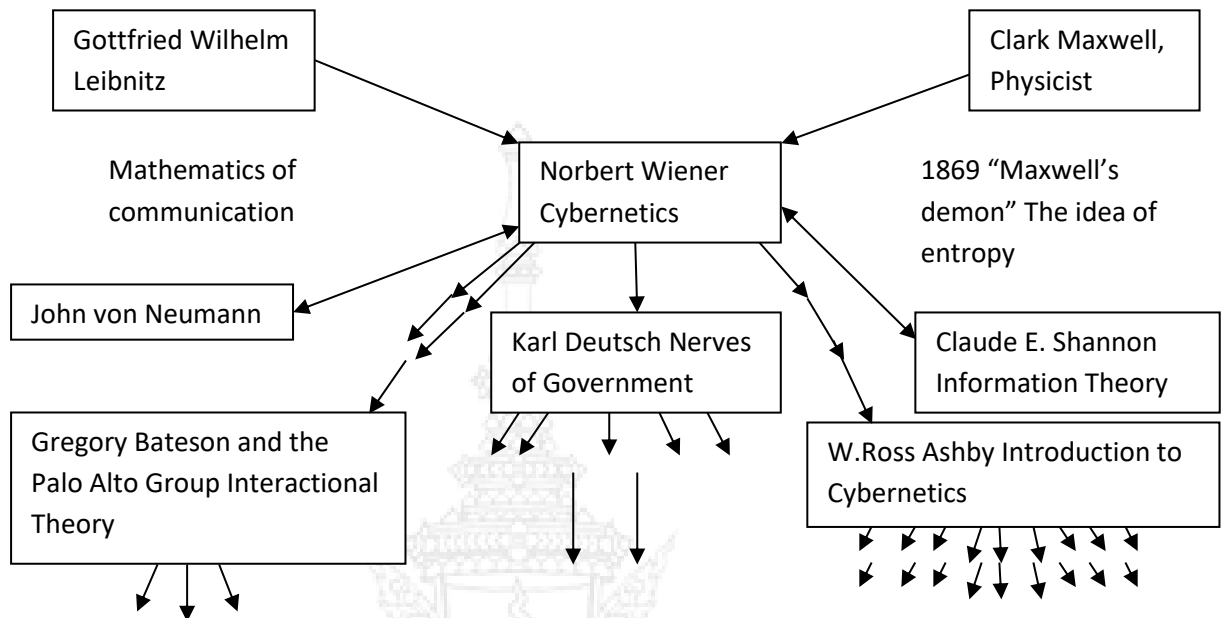 Gottfried Wilhelm
Leibnitz
Clark Maxwell,
Physicist
Mathematics of
communication
Norbert Wiener
Cybernetics
1869 “Maxwell’s
demon” The idea of
entropy
John von Neumann
Karl Deutsch Nerves
of Government
Claude E. Shannon
Information Theory
Gregory Bateson and the
Palo Alto Group Interactional
Theory
W.Ross Ashby Introduction to
Cybernetics